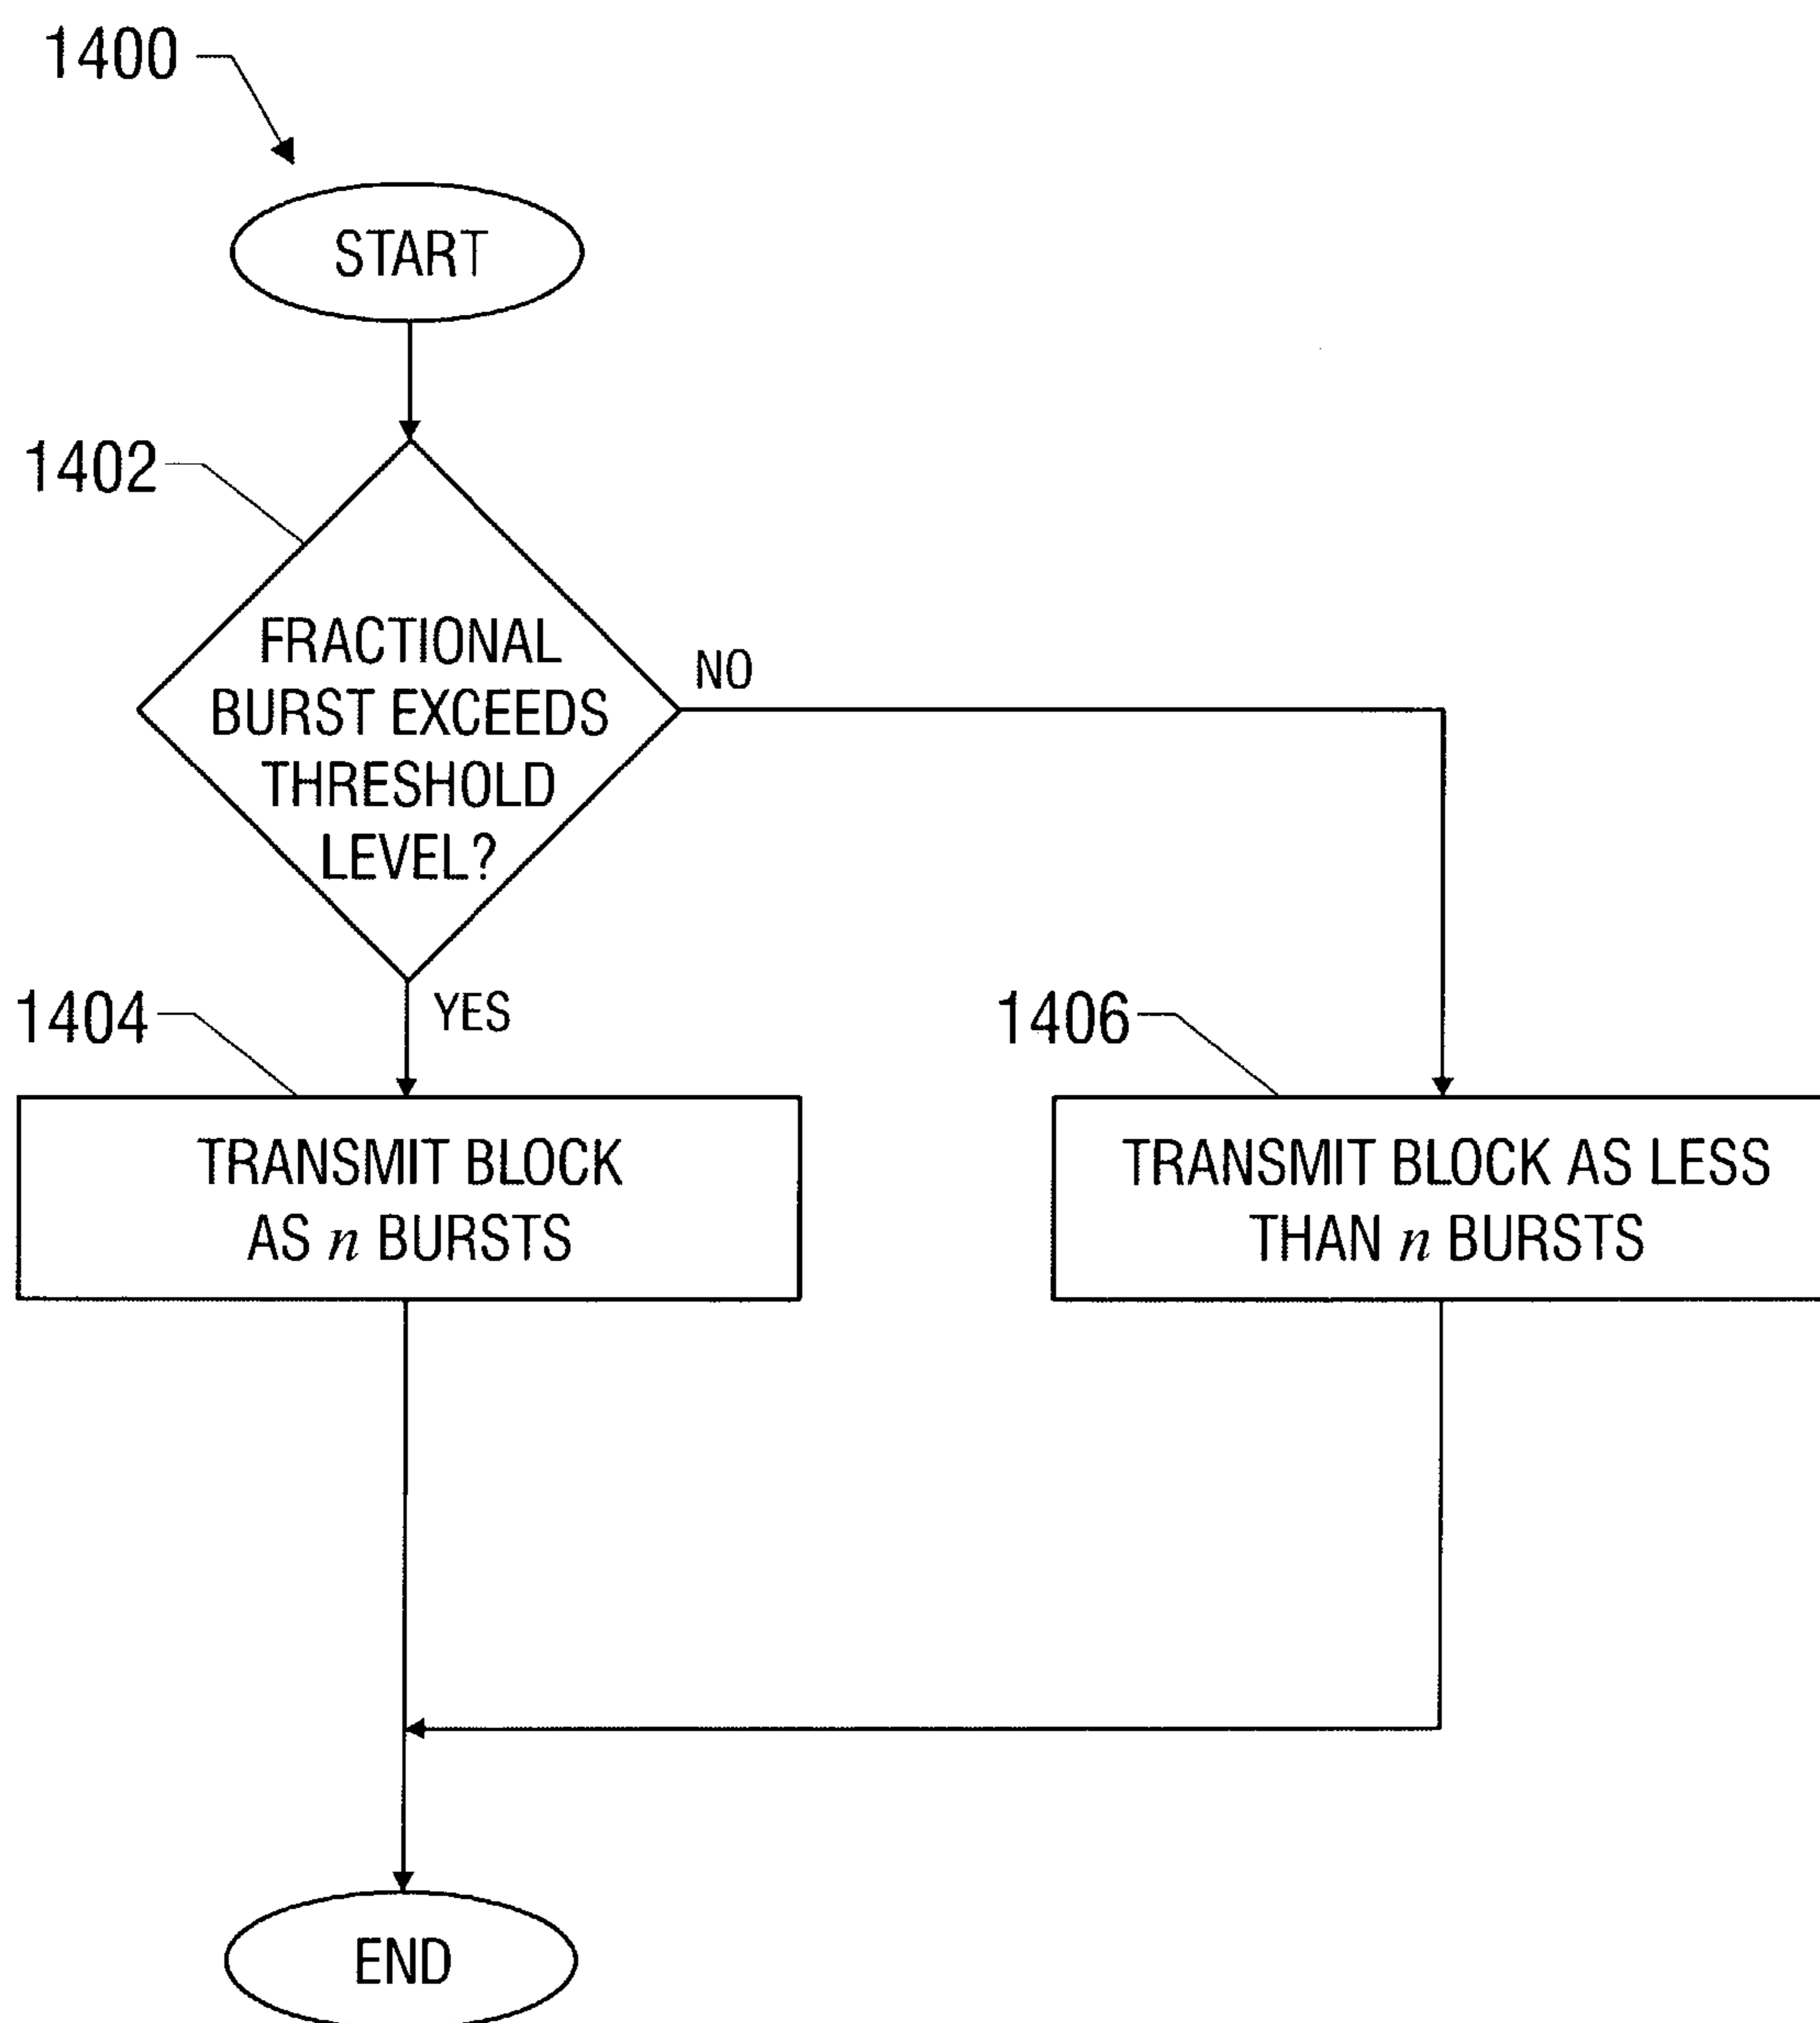 1400
START
1402
FRACTIONAL
BURST EXCEEDS
THRESHOLD
LEVEL?
NO
YES
1404
TRANSMIT BLOCK
AS n BURSTS
1406
TRANSMIT BLOCK AS LESS
THAN n BURSTS
END